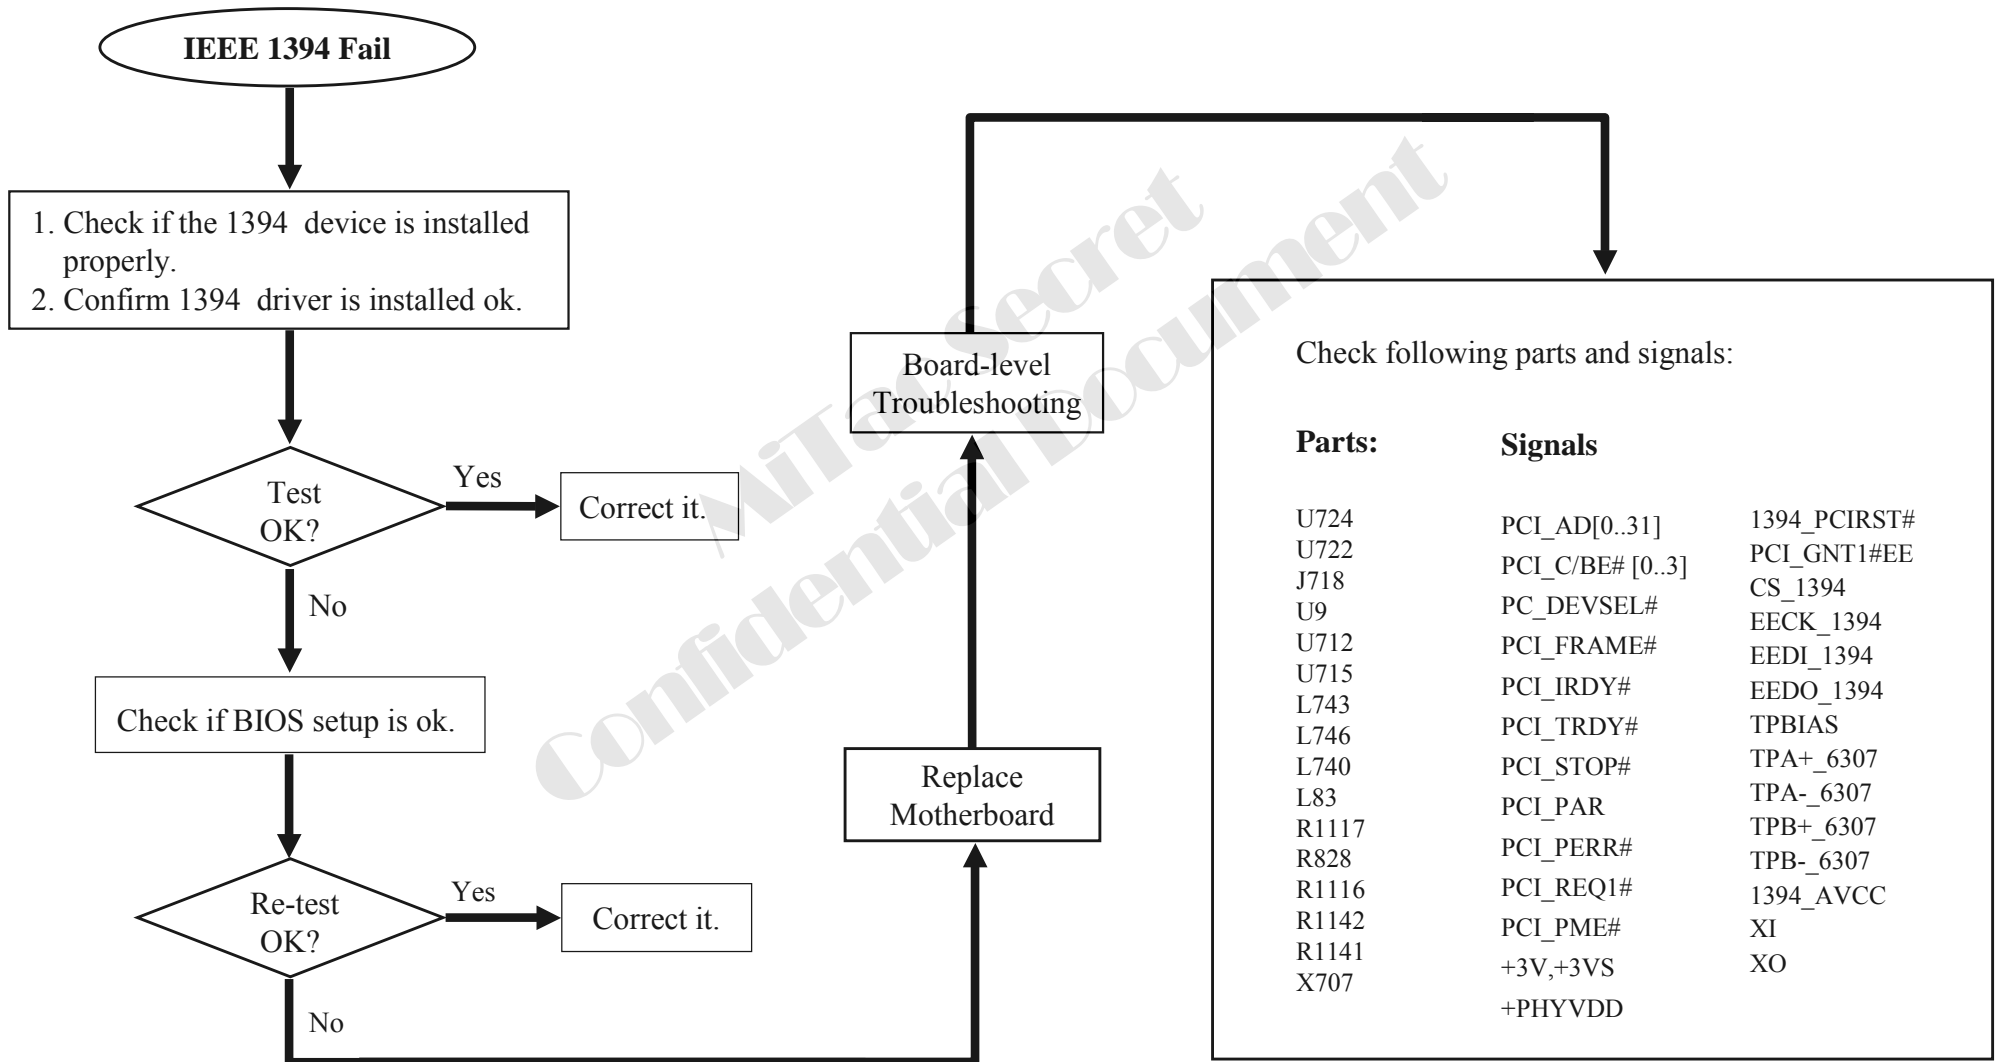 IEEE 1394 Fail
1. Check if the 1394 device is installed
properly.
2. Confirm 1394 driver is installed ok.
Test
OK?
Yes
Correct it.
No
Check if BIOS setup is ok.
Re-test
OK?
Yes
Correct it.
No
Replace
Motherboard
Board-level
Troubleshooting
MiTac Secret
Confidential Document
Check following parts and signals:
Parts:
U724
U722
J718
U9
U712
U715
L743
L746
L740
L83
R1117
R828
R1116
R1142
R1141
X707
Signals
PCI_AD[0..31]
PCI_C/BE# [0..3]
PC_DEVSEL#
PCI_FRAME#
PCI_IRDY#
PCI_TRDY#
PCI_STOP#
PCI_PAR
PCI_PERR#
PCI_REQ1#
PCI_PME#
+3V,+3VS
+PHYVDD
1394_PCIRST#
PCI_GNT1#EE
CS_1394
EECK_1394
EEDI_1394
EEDO_1394
TPBIAS
TPA+_6307
TPA-_6307
TPB+_6307
TPB-_6307
1394_AVCC
XI
XO